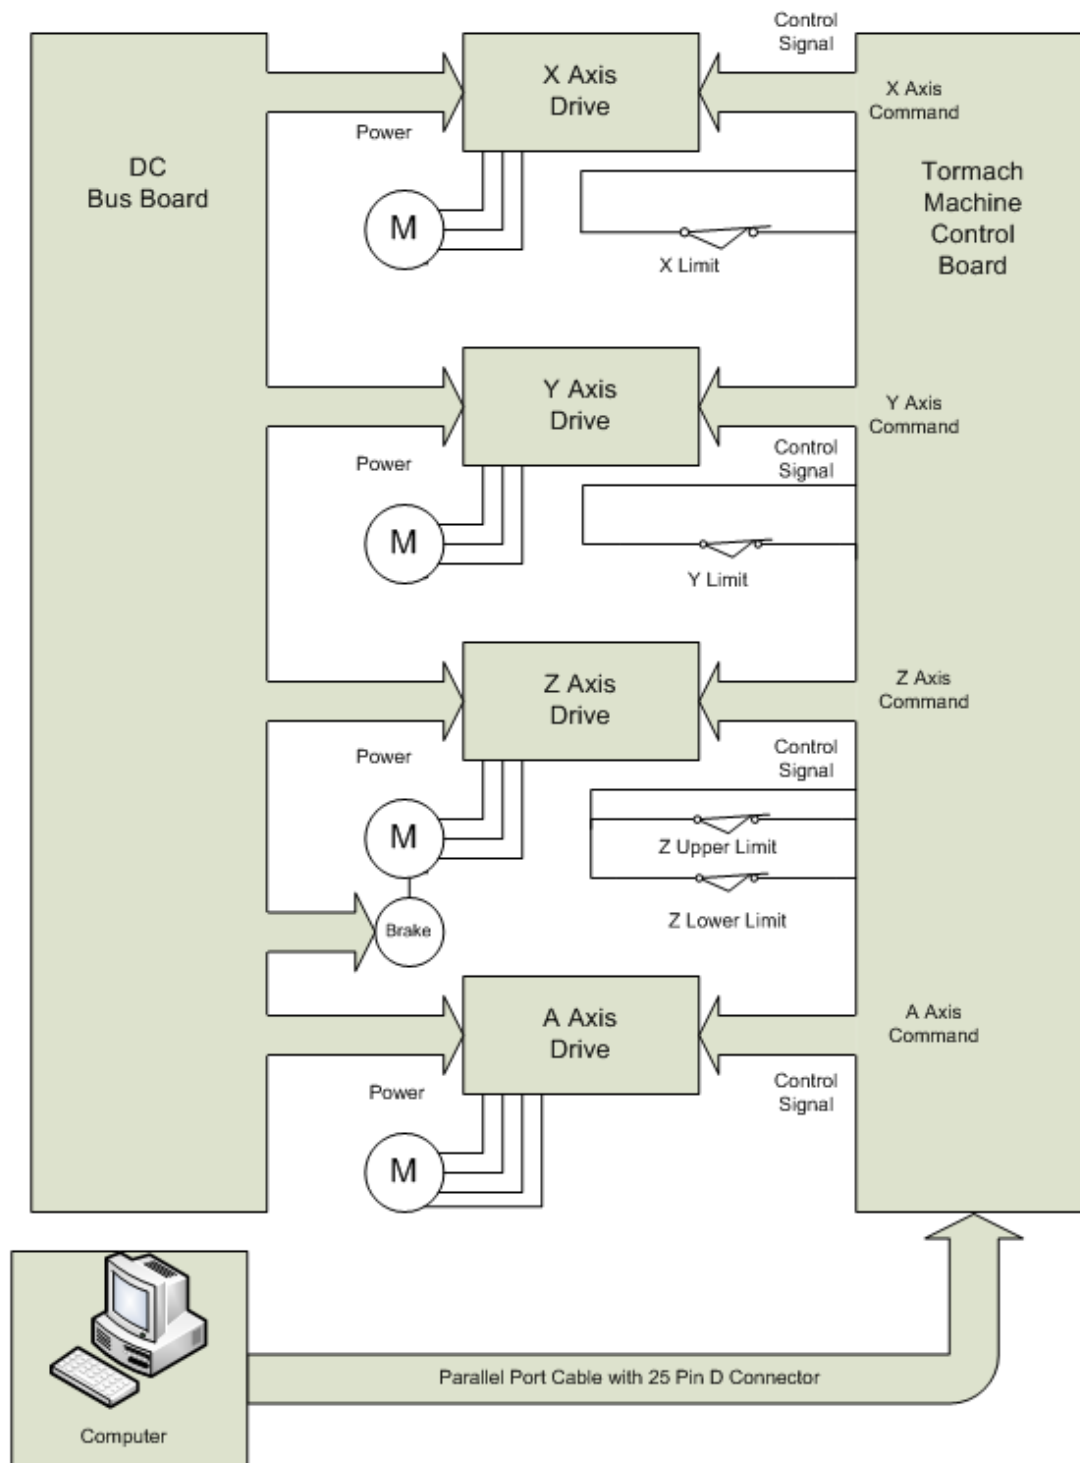 Control
Signal
X Axis
Drive
X Axis
Command
Power
DC
Bus Board
Tormach
Machine
Control
Board
M
X Limit
Y Axis
Drive
Y Axis
Command
Control
Signal
Power
M
Y Limit
Z Axis
Drive
Z Axis
Command
Control
Signal
Power
M
Z Upper Limit
Z Lower Limit
Brake
A Axis
Drive
A Axis
Command
Control
Signal
Power
M
Parallel Port Cable with 25 Pin D Connector
Computer